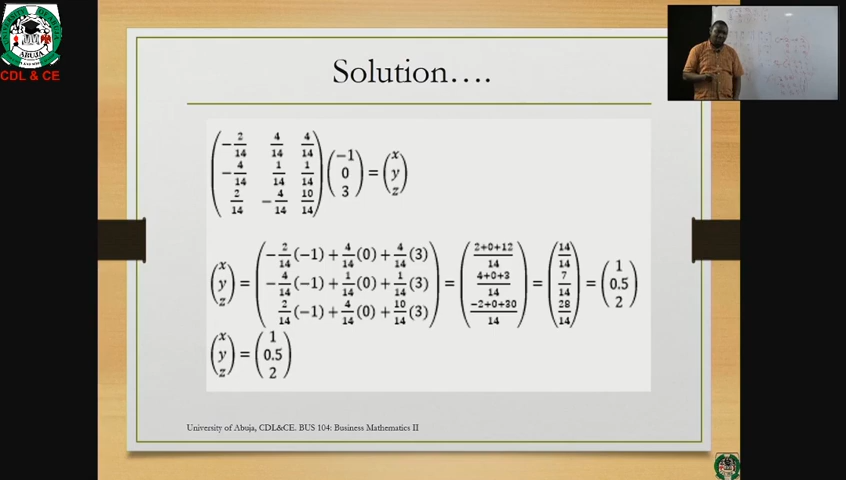 UNIVERSITY OF ABUJA
ABUJA
CDL & CE
Solution….
(−2/14 4/14 4/14)
(−4/14 1/14 1/14) (−1 0 3) = (x y z)
(2/14 −4/14 10/14)
(x y z) = (−2/14(−1) + 4/14(0) + 4/14(3)) = (2+0+12/14) = (14/14) = (1)
(−4/14(−1) + 1/14(0) + 1/14(3)) (4+0+3/14) (7/14) (0.5)
(2/14(−1) + 4/14(0) + 10/14(3)) (−2+0+30/14) (28/14) (2)
(x y z) = (1 0.5 2)
University of Abuja, CDL&CE. BUS 104: Business Mathematics II